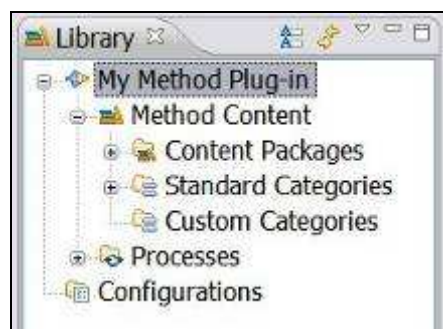 Library
My Method Plug-in
Method Content
Content Packages
Standard Categories
Custom Categories
Processes
Configurations